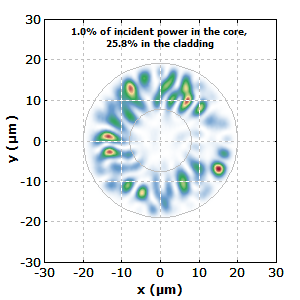 1.0% of incident power in the core,
25.8% in the cladding
30
20
10
0
-10
-20
-30
y (μm)
-30 -20 -10 0 10 20 30
x (μm)